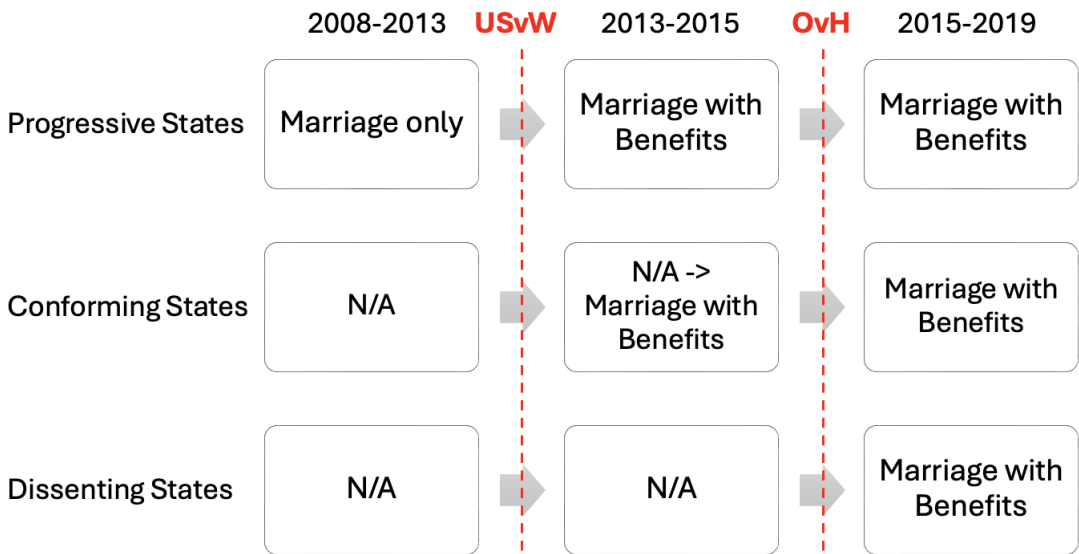 2008-2013 USvW 2013-2015 OvH 2015-2019
Progressive States
Marriage only
Marriage with
Benefits
Marriage with
Benefits
Conforming States
N/A
N/A ->
Marriage with
Benefits
Marriage with
Benefits
Dissenting States
N/A
N/A
Marriage with
Benefits